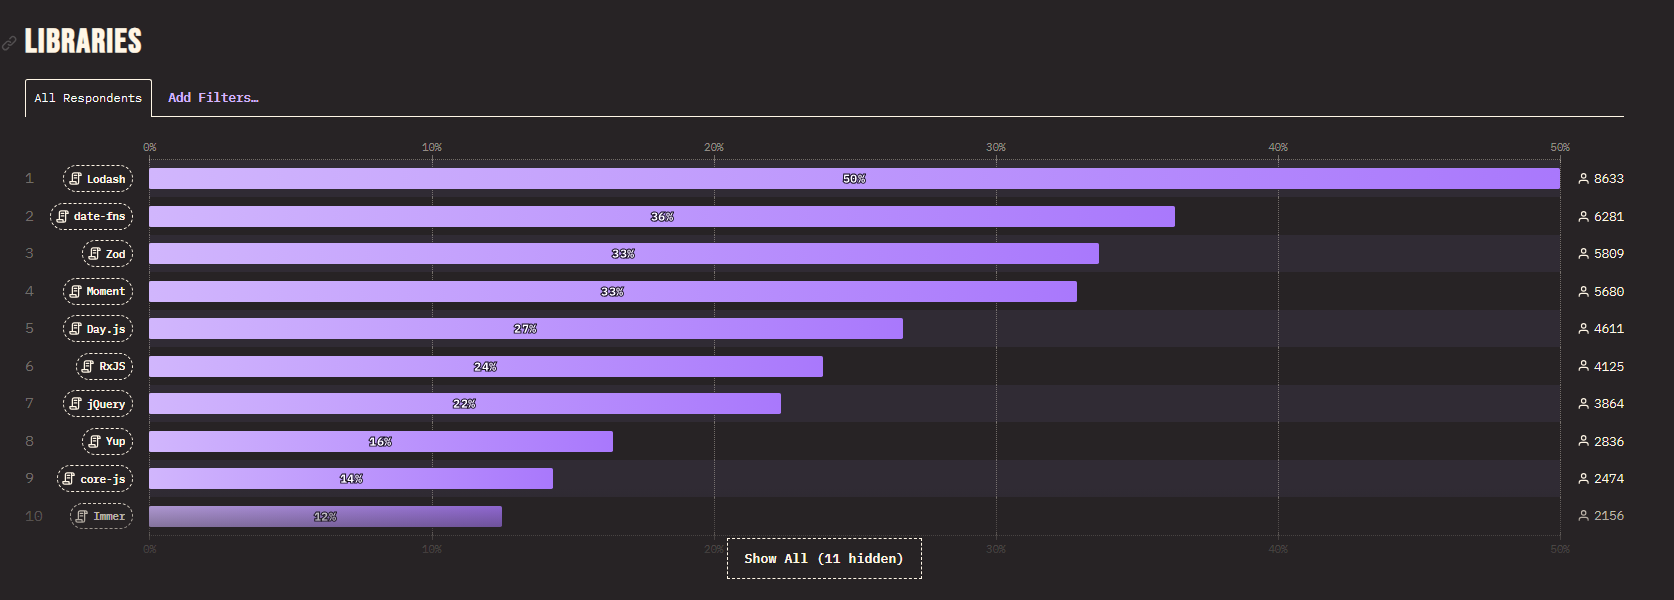 LIBRARIES
All Respondents Add Filters…
0% 10% 20% 30% 40% 50%
1 Lodash 50% 8633
2 date-fns 36% 6281
3 Zod 33% 5809
4 Moment 33% 5680
5 Day.js 27% 4611
6 RxJS 24% 4125
7 jQuery 22% 3864
8 Yup 16% 2836
9 core-js 14% 2474
10 Immer 12% 2156
0% 10% 20% 30% 40% 50%
Show All (11 hidden)